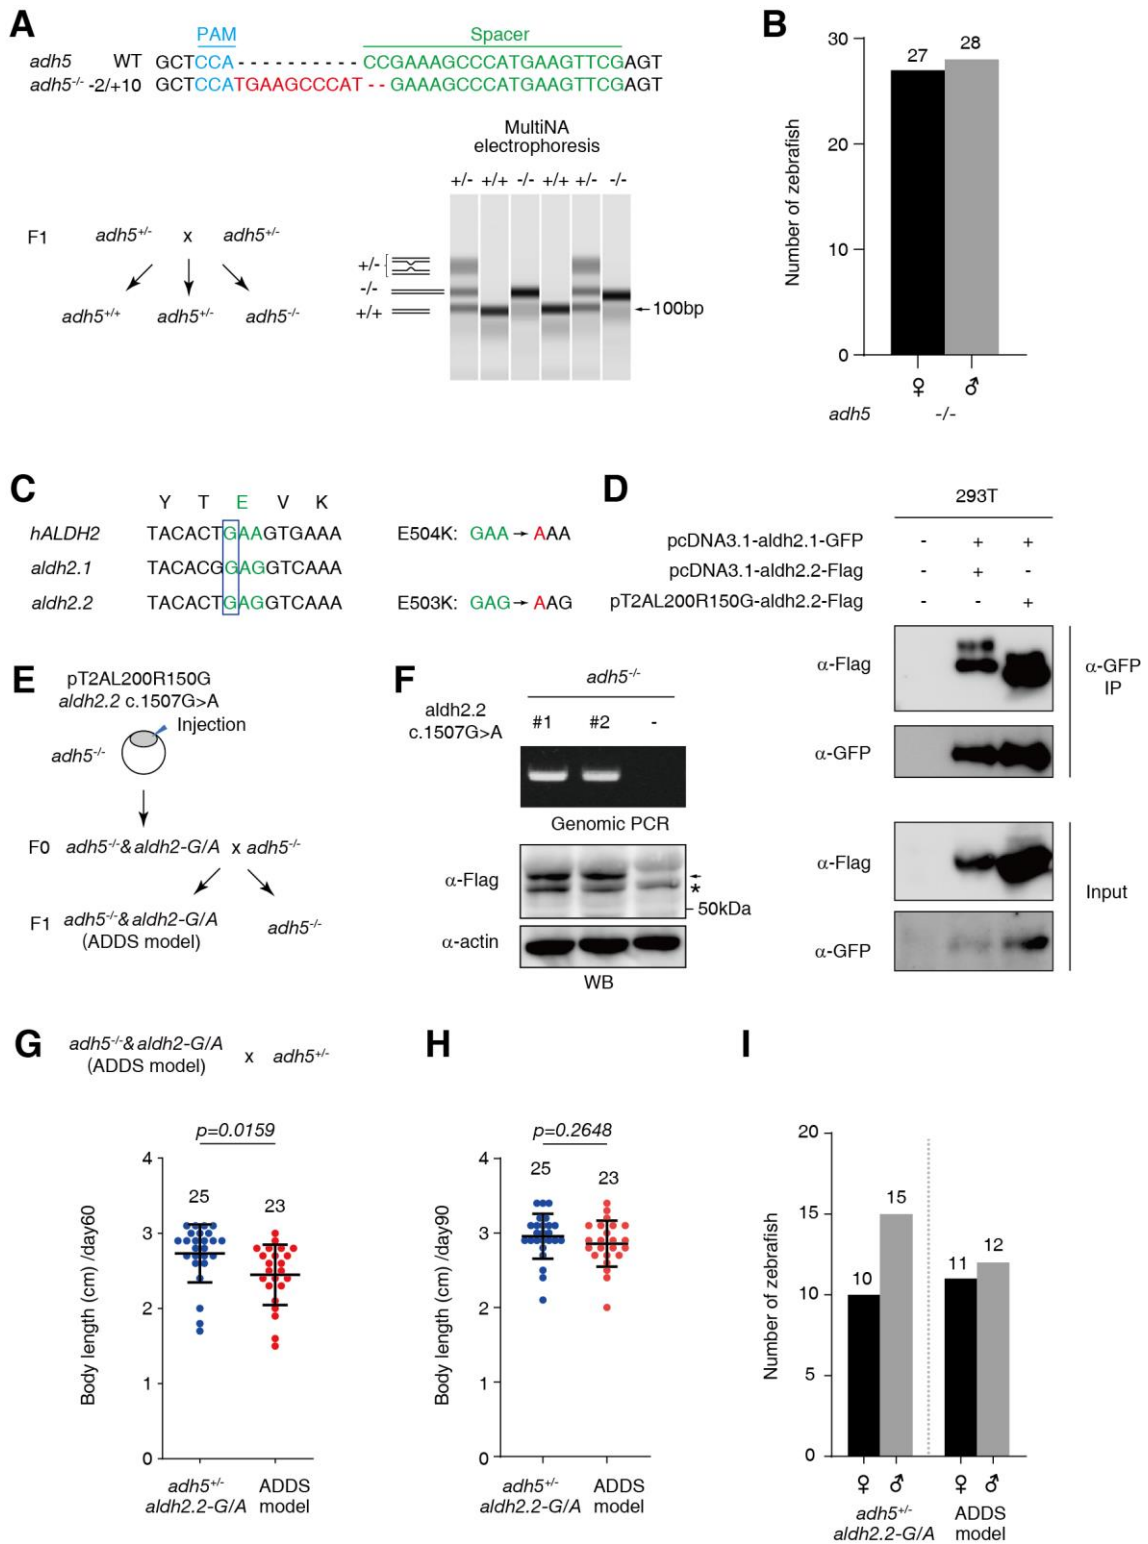 A
PAM
Spacer
adh5 WT GCTCCA----------CCGAAAGCCCATGAAGTTCGAGT
adh5-/- -2/+10 GCTCCATGAAGCCCAT--GAAAGCCCATGAAGTTCGAGT
MultiNA
electrophoresis
+/- +/+ -/- +/+ +/- -/-
F1 adh5+/- x adh5+/-
adh5+/+ adh5+/- adh5-/-
+/-
-/-
+/+
100bp
B
Number of zebrafish
30
20
10
0
27
28
♀ ♂
adh5 -/-
C
Y T E V K
hALDH2 TACACTGAAGTGAAA E504K: GAA→AAA
aldh2.1 TACACGGAGGTCAAA
aldh2.2 TACACTGAGGTCAAA E503K: GAG→AAG
D
293T
pcDNA3.1-aldh2.1-GFP - + +
pcDNA3.1-aldh2.2-Flag - + -
pT2AL200R150G-aldh2.2-Flag - - +
α-Flag
α-GFP
α-GFP
IP
α-Flag
α-GFP
Input
E
pT2AL200R150G
aldh2.2 c.1507G>A
Injection
adh5-/-
F0 adh5-/-&aldh2-G/A x adh5-/-
F1 adh5-/-&aldh2-G/A
(ADDS model)
adh5-/-
F
adh5-/-
aldh2.2
c.1507G>A
#1 #2 -
Genomic PCR
α-Flag
*
50kDa
α-actin
WB
G
adh5-/-&aldh2-G/A
(ADDS model)
x adh5+/-
p=0.0159
Body length (cm) /day60
4
3
2
1
0
25
23
adh5+/-
aldh2.2-G/A
ADDS
model
H
p=0.2648
Body length (cm) /day90
4
3
2
1
0
25
23
adh5+/-
aldh2.2-G/A
ADDS
model
I
Number of zebrafish
20
15
10
5
0
10
15
11
12
♀ ♂ ♀ ♂
adh5+/-
aldh2.2-G/A
ADDS
model